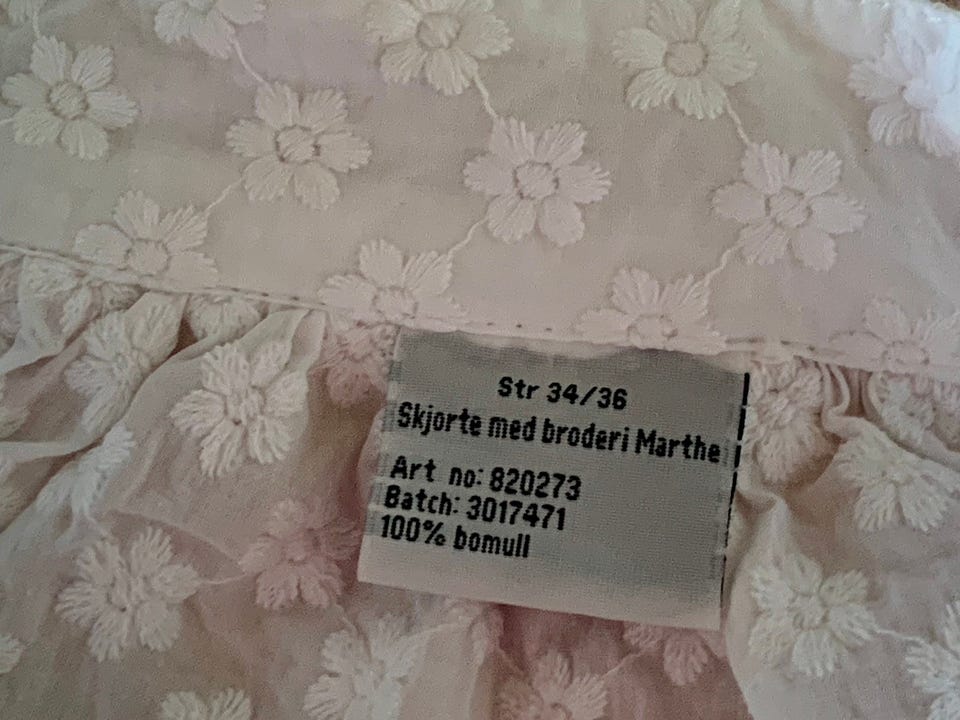 Str 34/36
Skjorte med broderi Marthe
Art no: 820273
Batch: 3017471
100% bomull